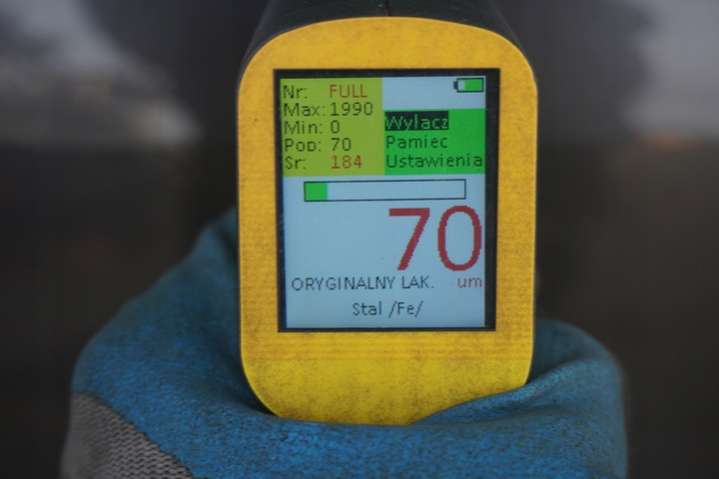 Nr: FULL
Max: 1990
Min: 0
Pop: 70
Sr: 184
Wylacz
Pamiec
Ustawienia
70
um
ORYGINALNY LAK.
Stal /Fe/